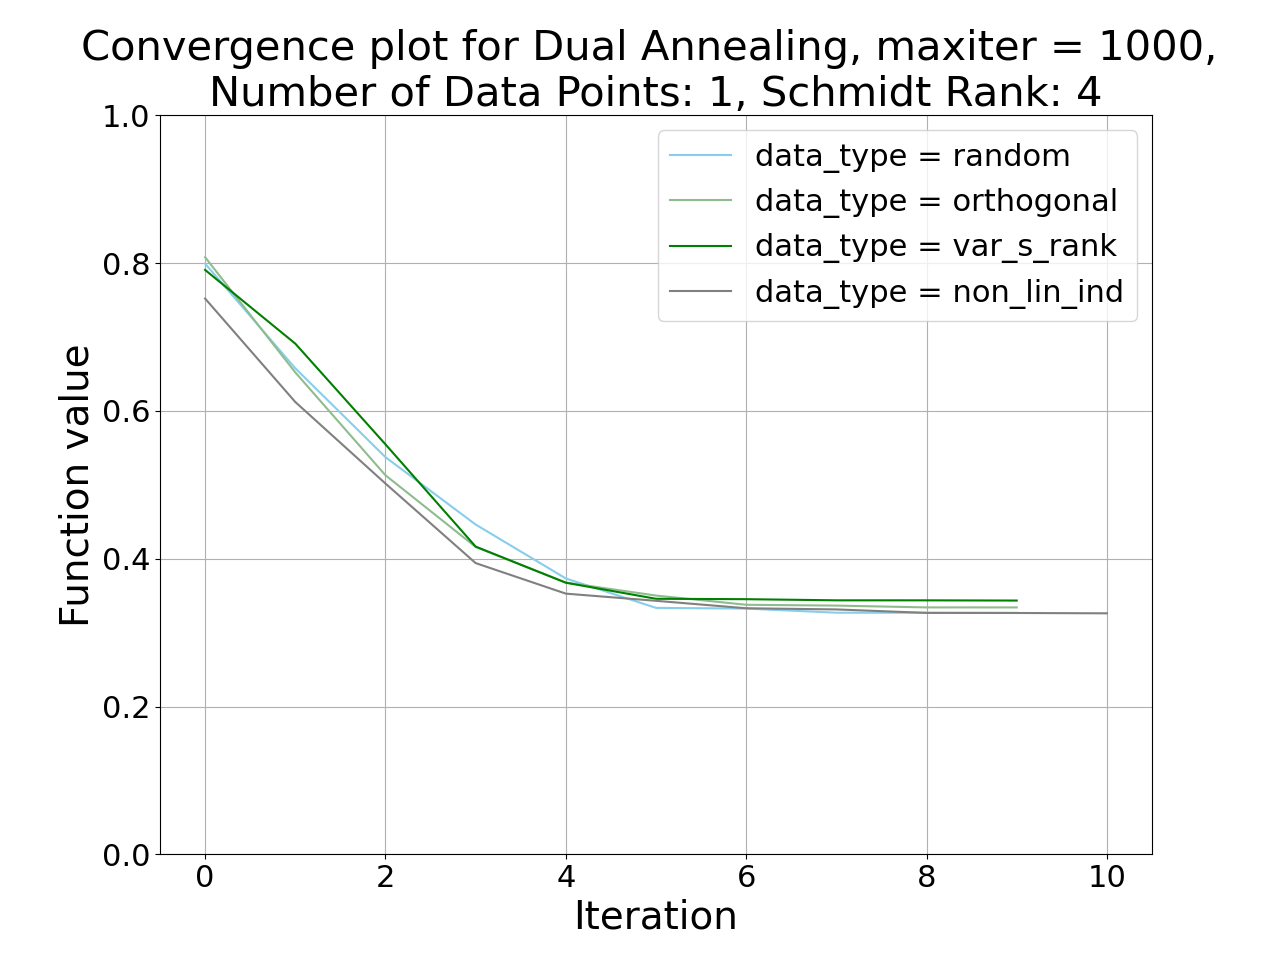 Convergence plot for Dual Annealing, maxiter = 1000,
Number of Data Points: 1, Schmidt Rank: 4
1.0
0.8
0.6
0.4
0.2
0.0
Function value
data_type = random
data_type = orthogonal
data_type = var_s_rank
data_type = non_lin_ind
0 2 4 6 8 10
Iteration